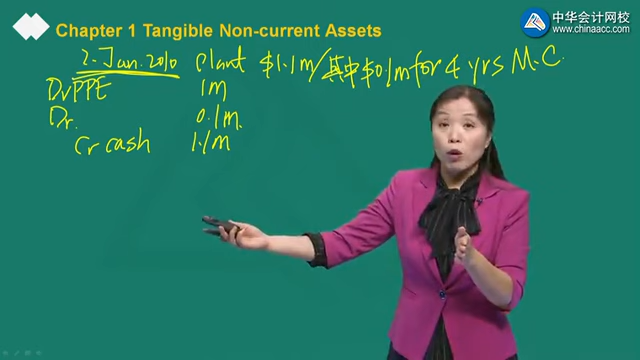 中华会计网校
www.chinaacc.com
Chapter 1 Tangible Non-current Assets
2. Jan. 2010 Plant $1.1m/其中$0.1m for 4 yrs M.C.
Dr PPE 1m
Dr. 0.1m.
Cr cash 1.1m